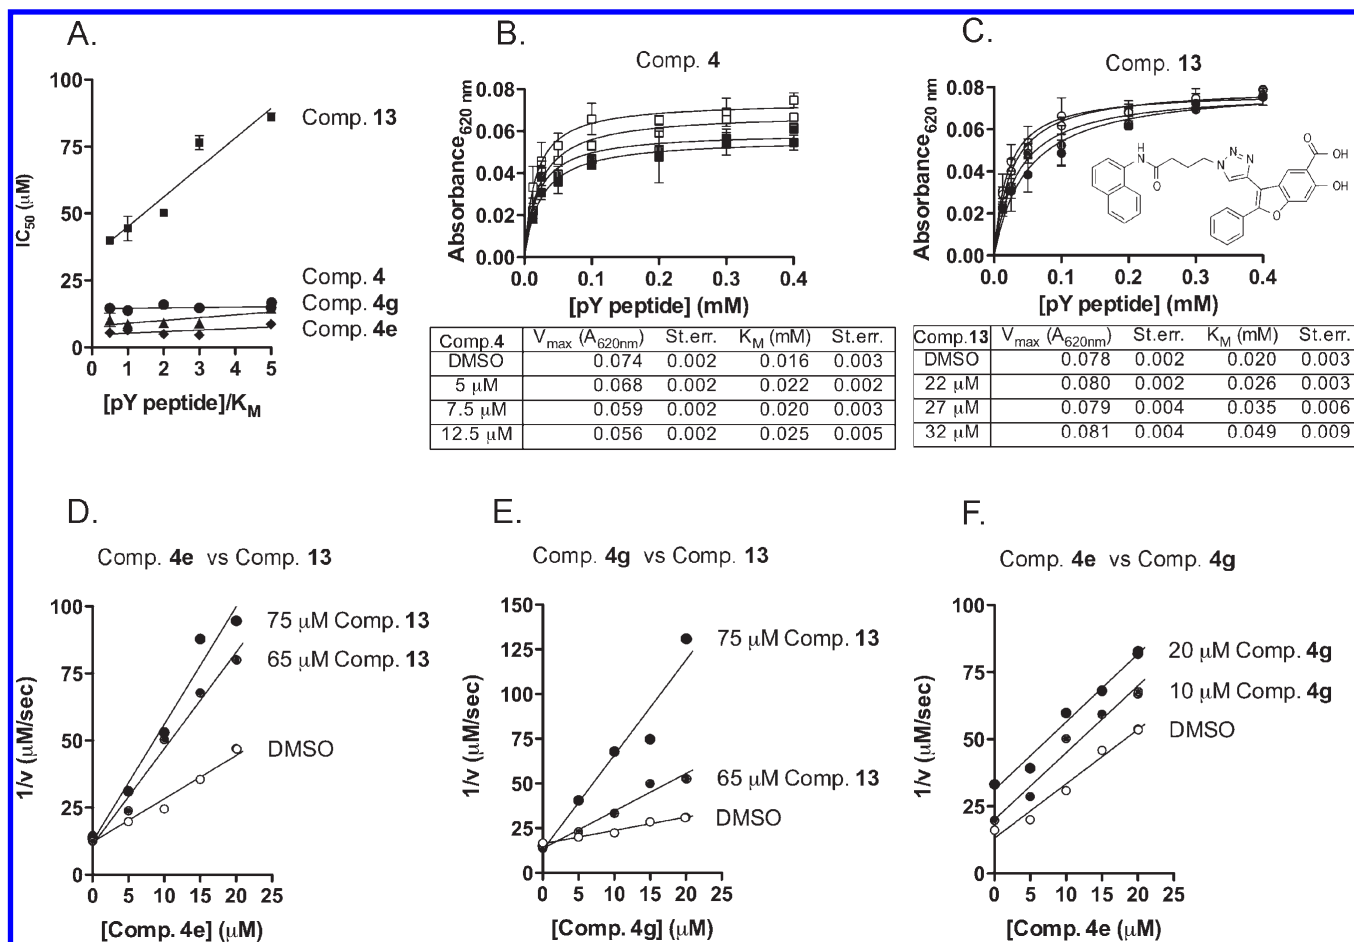 A.
B.
C.
Comp. 4
Comp. 13
IC50 (μM)
100
75
50
25
0
0 1 2 3 4 5
[pY peptide]/KM
Comp. 13
Comp. 4
Comp. 4g
Comp. 4e
Absorbance620 nm
0.08
0.06
0.04
0.02
0.00
0.0 0.1 0.2 0.3 0.4
[pY peptide] (mM)
Absorbance620 nm
0.08
0.06
0.04
0.02
0.00
0.0 0.1 0.2 0.3 0.4
[pY peptide] (mM)
H
N
O
N
N
N
O
OH
OH
O
Comp.4 Vmax (A620nm) St.err. KM (mM) St.err.
DMSO 0.074 0.002 0.016 0.003
5 μM 0.068 0.002 0.022 0.002
7.5 μM 0.059 0.002 0.020 0.003
12.5 μM 0.056 0.002 0.025 0.005
Comp.13 Vmax (A620nm) St.err. KM (mM) St.err.
DMSO 0.078 0.002 0.020 0.003
22 μM 0.080 0.002 0.026 0.003
27 μM 0.079 0.004 0.035 0.006
32 μM 0.081 0.004 0.049 0.009
D.
E.
F.
Comp. 4e vs Comp. 13
Comp. 4g vs Comp. 13
Comp. 4e vs Comp. 4g
1/v (μM/sec)
100
75
50
25
0
0 5 10 15 20 25
[Comp. 4e] (μM)
75 μM Comp. 13
65 μM Comp. 13
DMSO
1/v (μM/sec)
150
125
100
75
50
25
0
0 5 10 15 20 25
[Comp. 4g] (μM)
75 μM Comp. 13
65 μM Comp. 13
DMSO
1/v (μM/sec)
100
75
50
25
0
0 5 10 15 20 25
[Comp. 4e] (μM)
20 μM Comp. 4g
10 μM Comp. 4g
DMSO